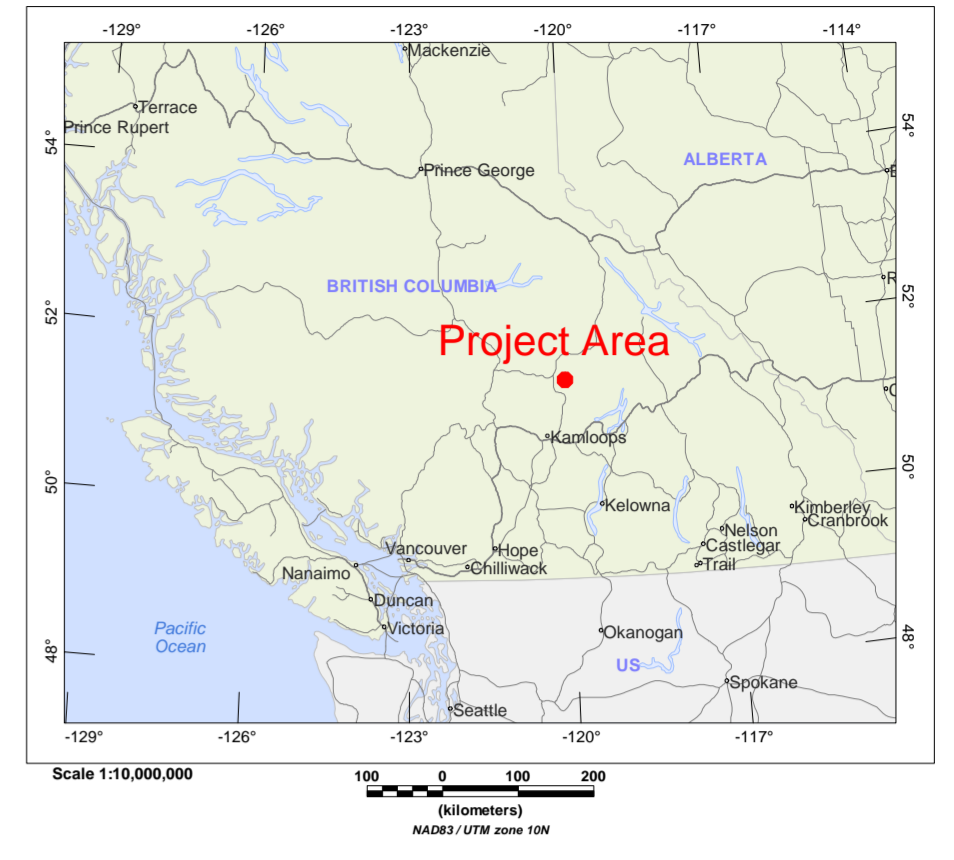 -129° -126° -123° -120° -117° -114°
Mackenzie
Terrace
Prince Rupert
54° 54°
ALBERTA
Prince George
E
R
BRITISH COLUMBIA
52° 52°
Project Area
C
Kamloops
50° 50°
Kelowna
Kimberley
Cranbrook
Nelson
Castlegar
Trail
Vancouver
Hope
Chilliwack
Nanaimo
Duncan
Victoria
Pacific
Ocean
Okanogan
48° 48°
US
Spokane
Seattle
-129° -126° -123° -120° -117°
Scale 1:10,000,000
100 0 100 200
(kilometers)
NAD83 / UTM zone 10N